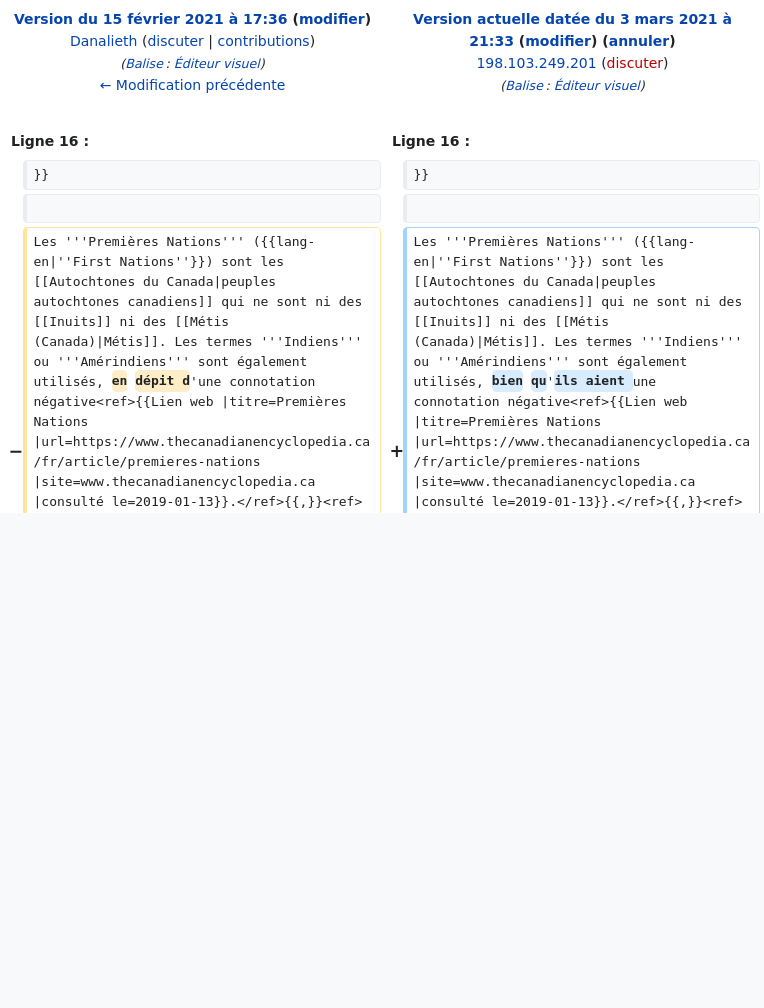 Version du 15 février 2021 à 17:36 (modifier)
Danalieth (discuter | contributions)
(Balise : Éditeur visuel)
← Modification précédente
Version actuelle datée du 3 mars 2021 à
21:33 (modifier) (annuler)
198.103.249.201 (discuter)
(Balise : Éditeur visuel)
Ligne 16 :
Ligne 16 :
}}
}}
−
Les '''Premières Nations''' ({{lang-
en|''First Nations''}}) sont les
[[Autochtones du Canada|peuples
autochtones canadiens]] qui ne sont ni des
[[Inuits]] ni des [[Métis
(Canada)|Métis]]. Les termes '''Indiens'''
ou '''Amérindiens''' sont également
utilisés, en dépit d'une connotation
négative<ref>{{Lien web |titre=Premières
Nations
|url=https://www.thecanadianencyclopedia.ca
/fr/article/premieres-nations
|site=www.thecanadianencyclopedia.ca
|consulté le=2019-01-13}}.</ref>{{,}}<ref>
+
Les '''Premières Nations''' ({{lang-
en|''First Nations''}}) sont les
[[Autochtones du Canada|peuples
autochtones canadiens]] qui ne sont ni des
[[Inuits]] ni des [[Métis
(Canada)|Métis]]. Les termes '''Indiens'''
ou '''Amérindiens''' sont également
utilisés, bien qu'ils aient une
connotation négative<ref>{{Lien web
|titre=Premières Nations
|url=https://www.thecanadianencyclopedia.ca
/fr/article/premieres-nations
|site=www.thecanadianencyclopedia.ca
|consulté le=2019-01-13}}.</ref>{{,}}<ref>